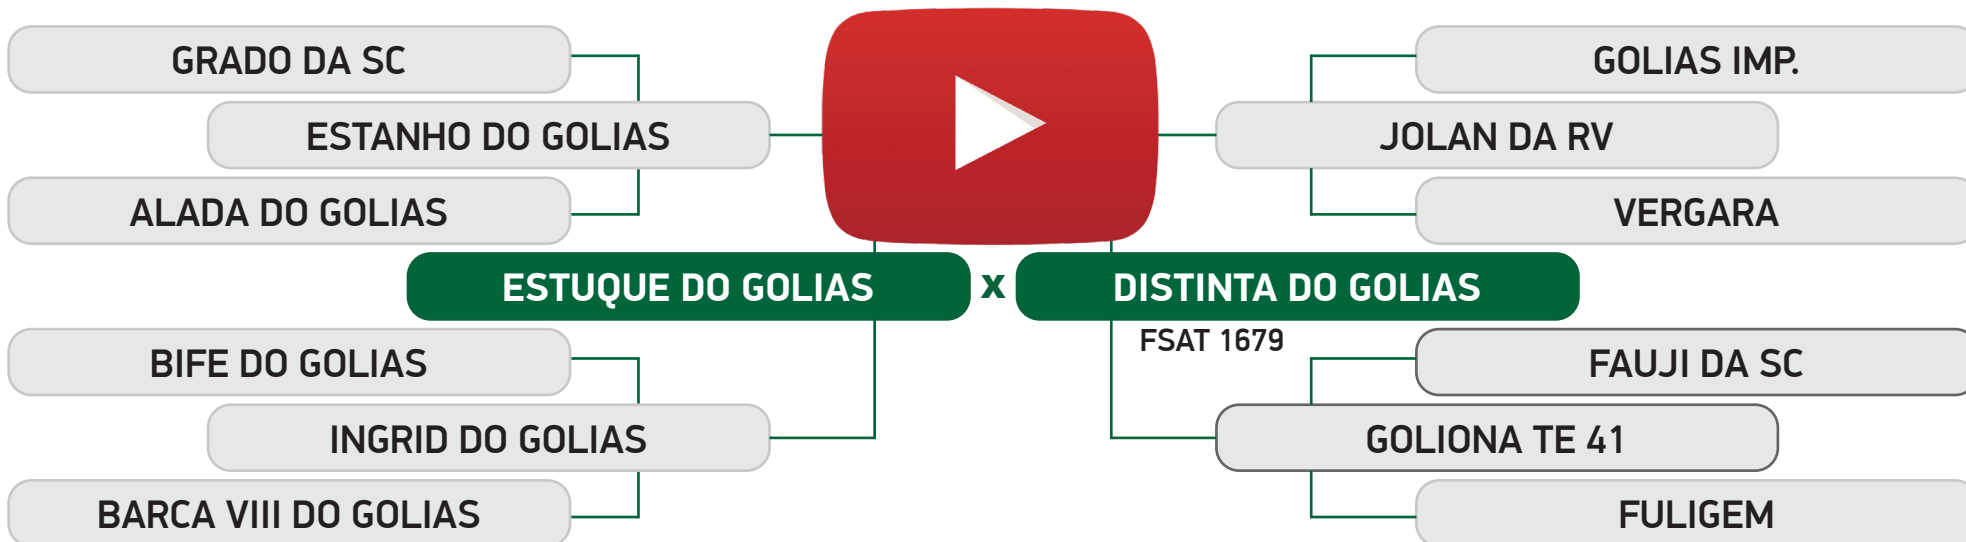 GRADO DA SC
GOLIAS IMP.
ESTANHO DO GOLIAS
JOLAN DA RV
ALADA DO GOLIAS
VERGARA
ESTUQUE DO GOLIAS x DISTINTA DO GOLIAS
FSAT 1679
BIFE DO GOLIAS
FAUJI DA SC
INGRID DO GOLIAS
GOLIONA TE 41
BARCA VIII DO GOLIAS
FULIGEM